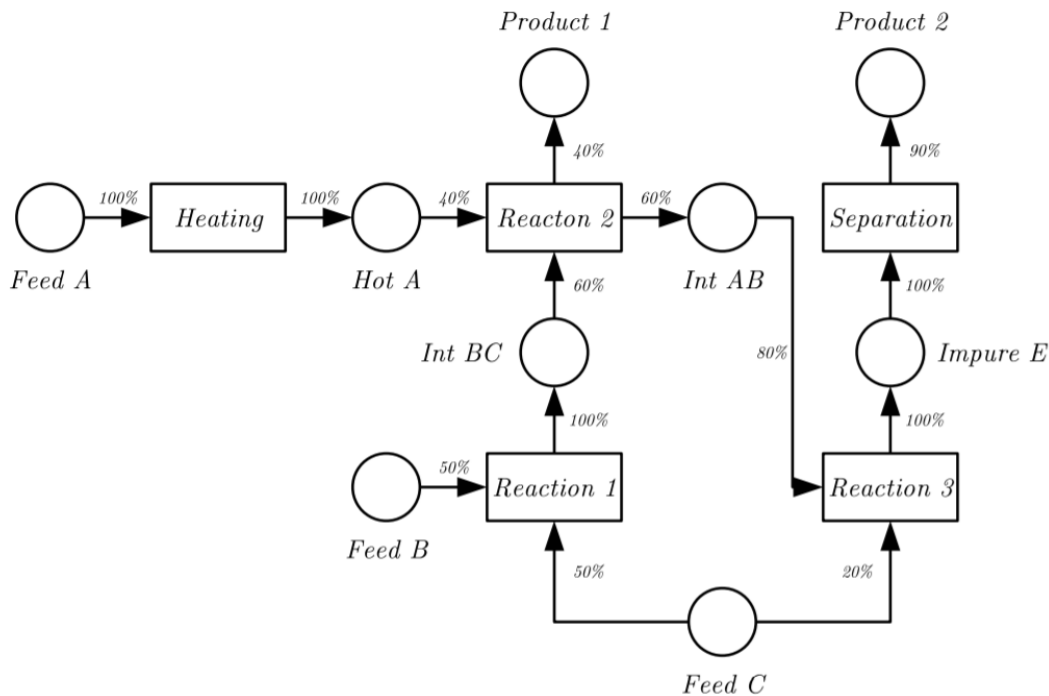 Product 1
Product 2
40%
90%
100%
100%
40%
60%
Heating
Reacton 2
Separation
Feed A
Hot A
Int AB
60%
100%
Int BC
80%
Impure E
100%
100%
50%
Reaction 1
Reaction 3
Feed B
50%
20%
Feed C